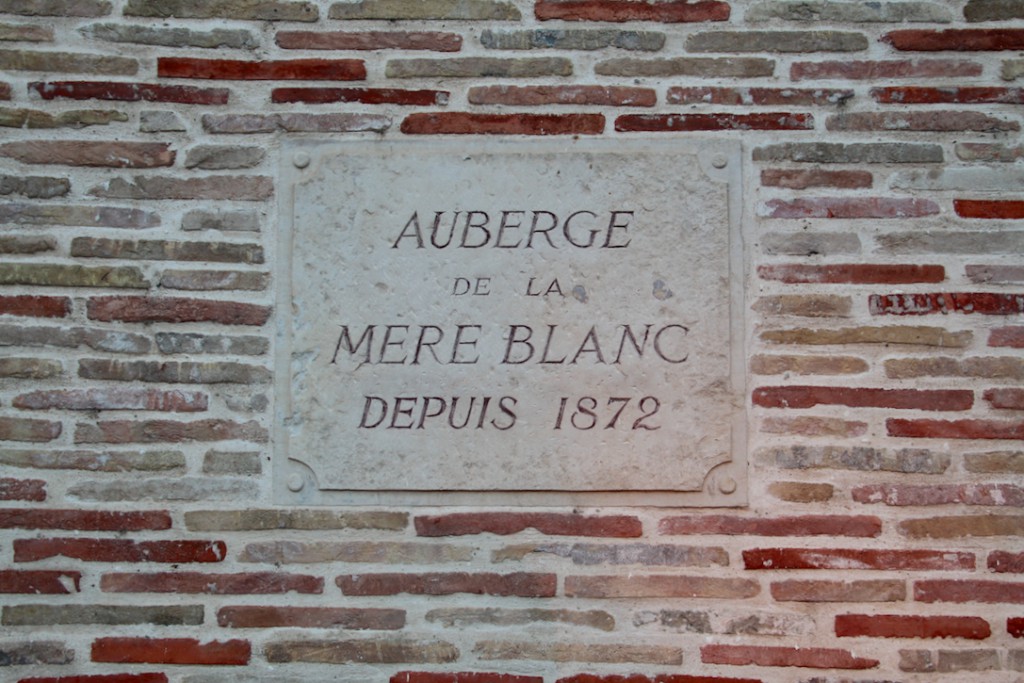 AUBERGE
DE LA
MERE BLANC
DEPUIS 1872